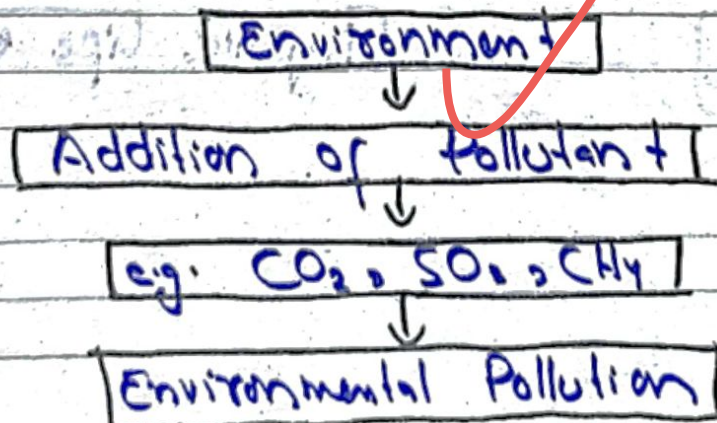 Environment
Addition of Pollutant
e.g. CO₂, SO₂, CH₄
Environmental Pollution